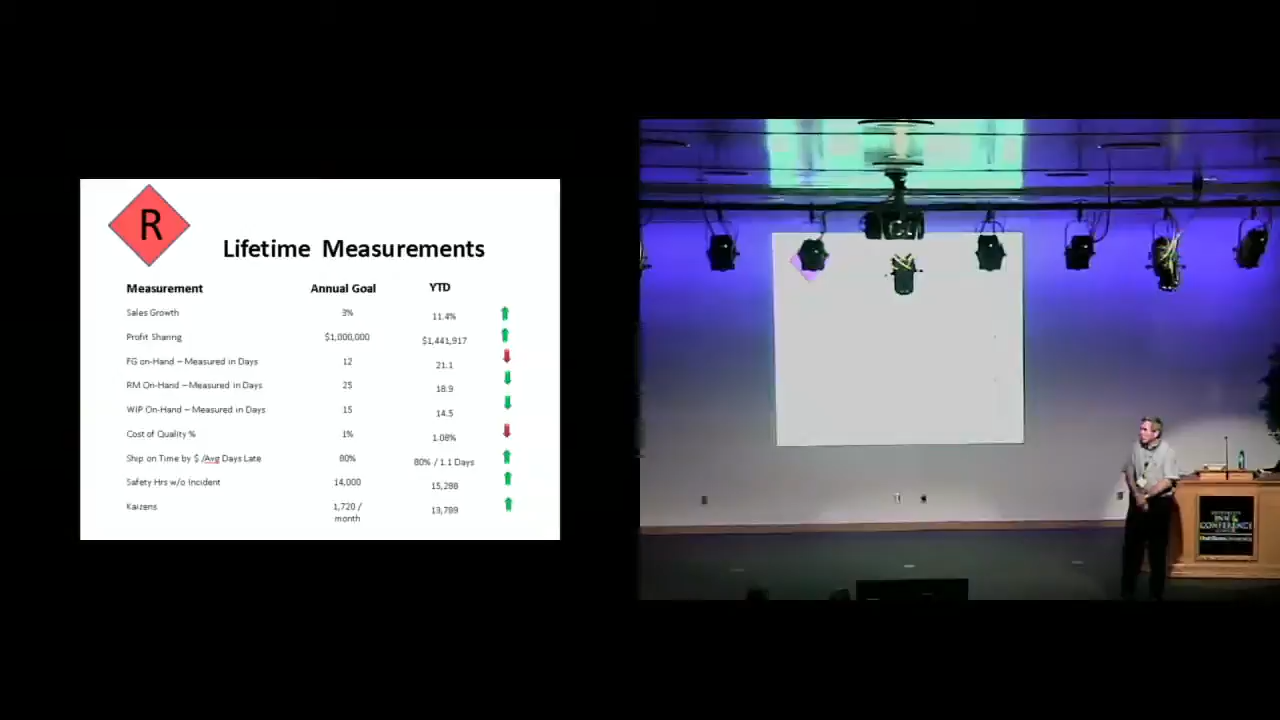 R
Lifetime Measurements
Measurement Annual Goal YTD
Sales Growth 3% 11.4%
Profit Sharing $1,000,000 $1,441,917
FG on-Hand – Measured in Days 12 21.1
RM On-Hand – Measured in Days 25 18.9
WIP On-Hand – Measured in Days 15 14.5
Cost of Quality % 1% 1.08%
Ship on Time by $ /Avg Days Late 80% 80% / 1.1 Days
Safety Hrs w/o Incident 14,000 15,298
Kaizens 1,720 / month 13,799
INN &
CONFERENCE